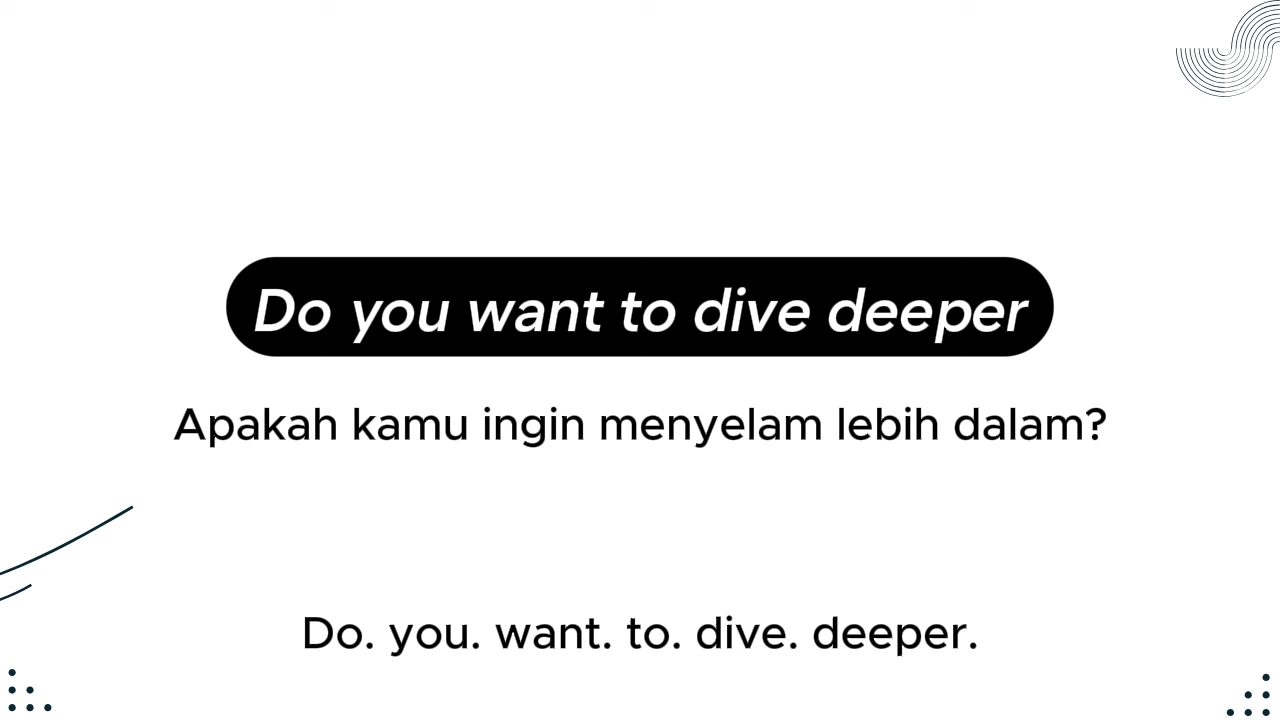 Do you want to dive deeper
Apakah kamu ingin menyelam lebih dalam?
Do. you. want. to. dive. deeper.